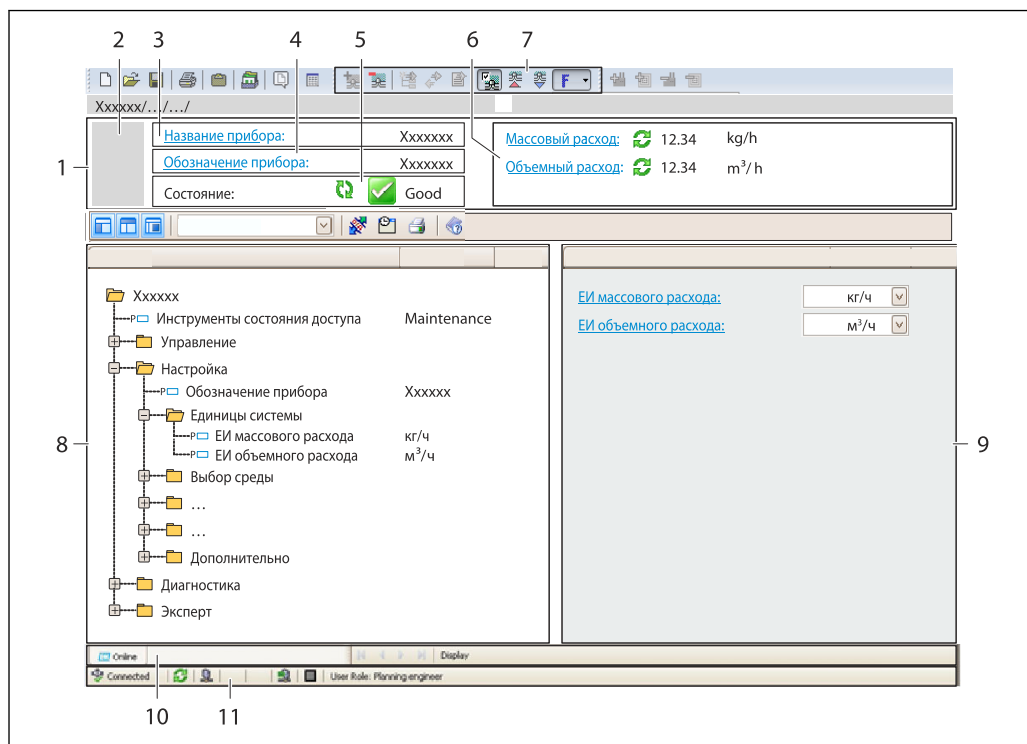 2 3 4 5 6 7
F
Xxxxxx/.../.../
1
Название прибора: Xxxxxxx
Обозначение прибора: Xxxxxxx
Состояние: Good
Массовый расход: 12.34 kg/h
Объемный расход: 12.34 m³/h
8
Xxxxxx
P Инструменты состояния доступа Maintenance
Управление
Настройка
P Обозначение прибора Xxxxxx
Единицы системы
P ЕИ массового расхода кг/ч
P ЕИ объемного расхода м³/ч
Выбор среды
...
...
Дополнительно
Диагностика
Эксперт
ЕИ массового расхода: кг/ч
ЕИ объемного расхода: м³/ч
9
Online Display
Connected User Role: Planning engineer
10 11